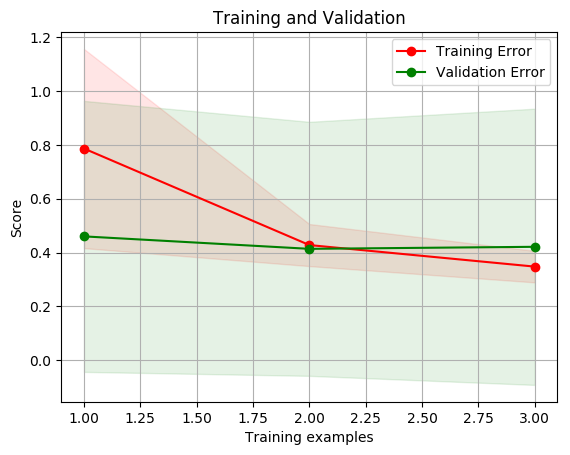 Training and Validation
Training Error
Validation Error
1.2
1.0
0.8
0.6
0.4
0.2
0.0
Score
1.00 1.25 1.50 1.75 2.00 2.25 2.50 2.75 3.00
Training examples